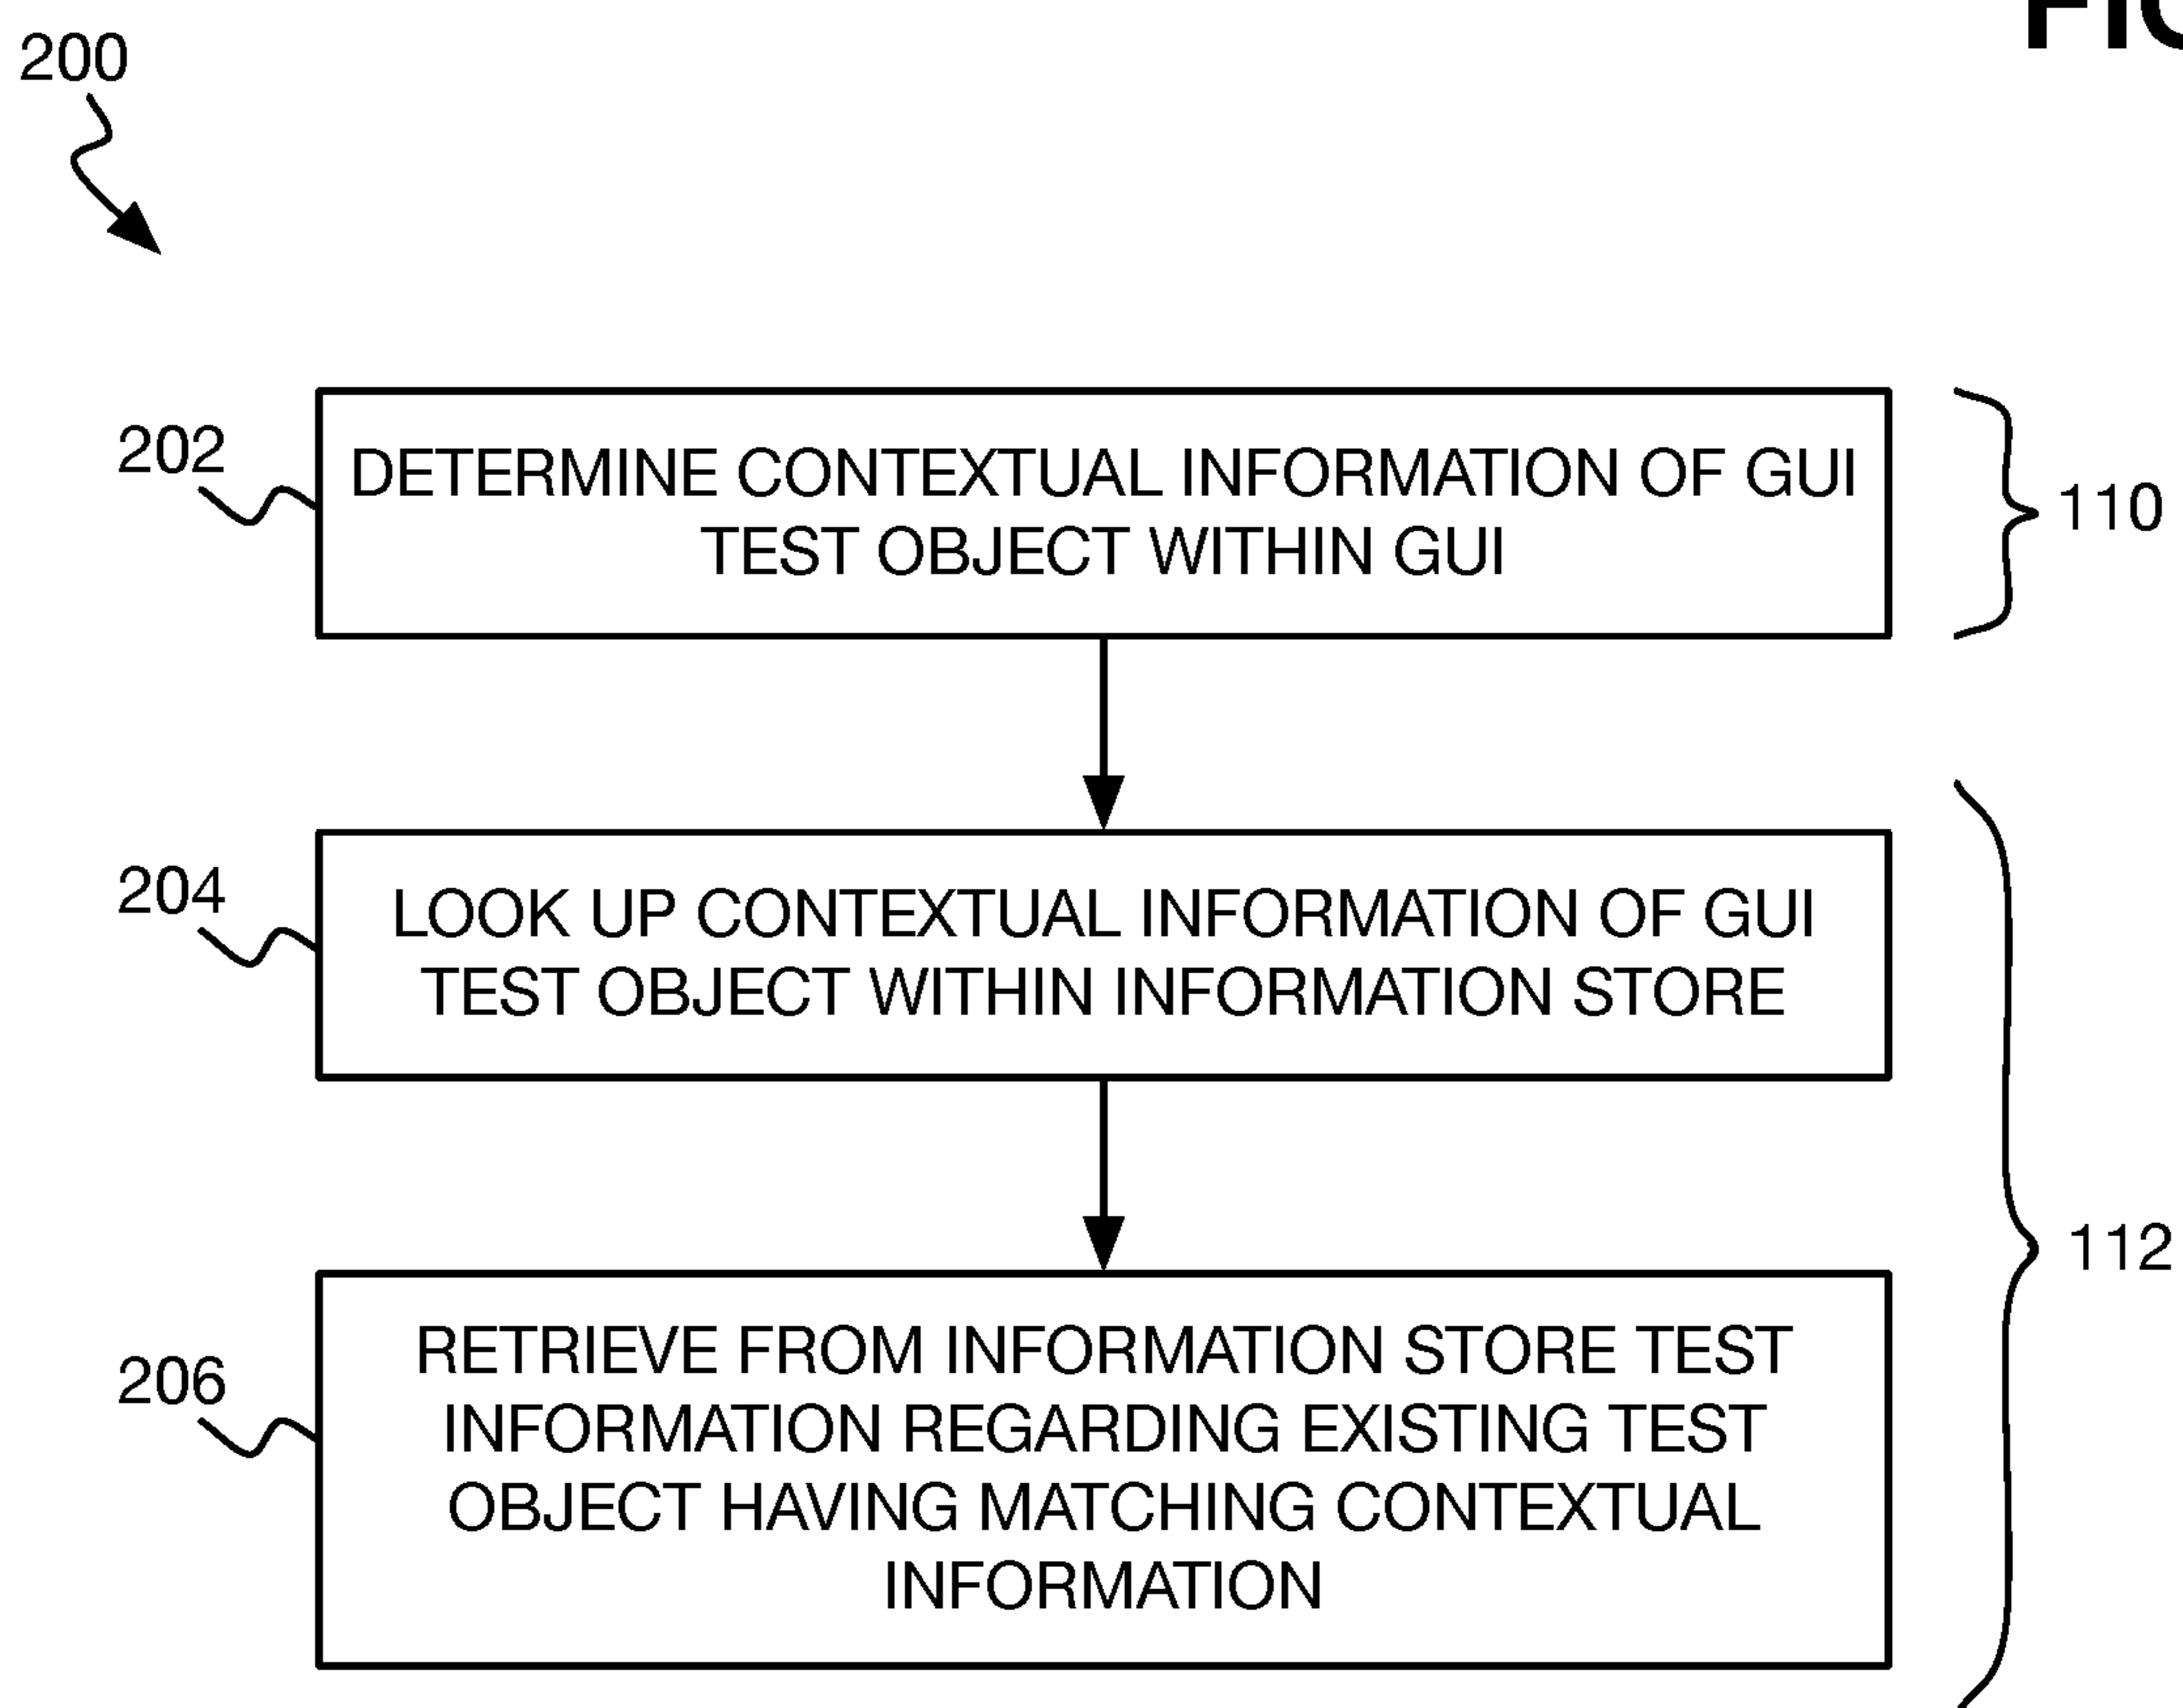 200
202
DETERMINE CONTEXTUAL INFORMATION OF GUI
TEST OBJECT WITHIN GUI
110
204
LOOK UP CONTEXTUAL INFORMATION OF GUI
TEST OBJECT WITHIN INFORMATION STORE
112
206
RETRIEVE FROM INFORMATION STORE TEST
INFORMATION REGARDING EXISTING TEST
OBJECT HAVING MATCHING CONTEXTUAL
INFORMATION